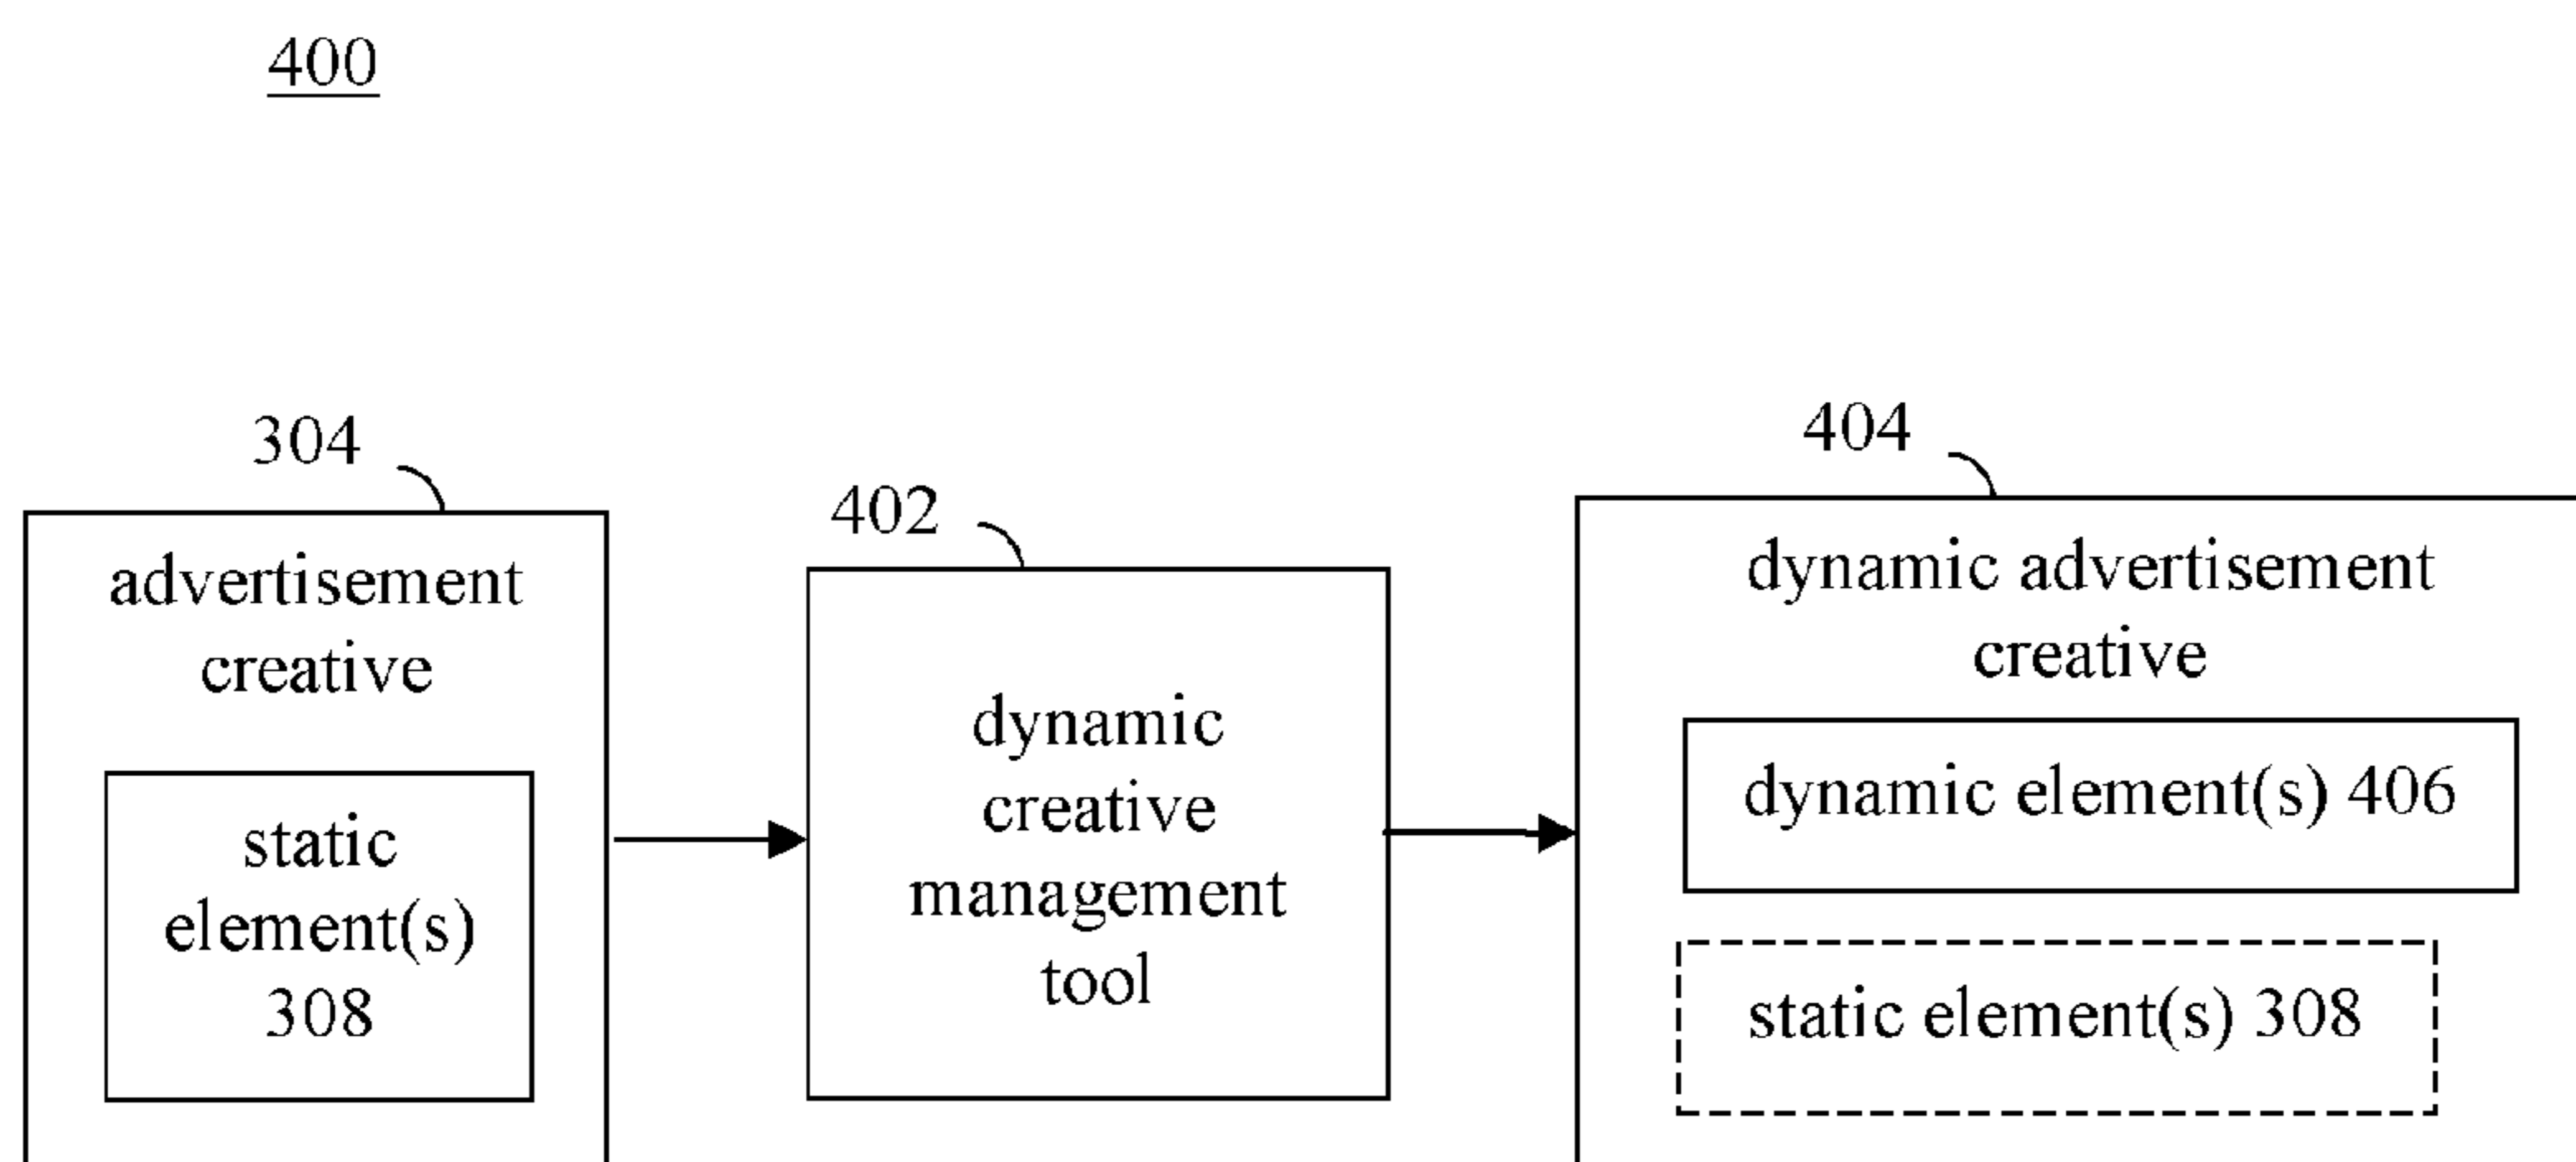 400
304
advertisement
creative
static
element(s)
308
402
dynamic
creative
management
tool
404
dynamic advertisement
creative
dynamic element(s) 406
static element(s) 308